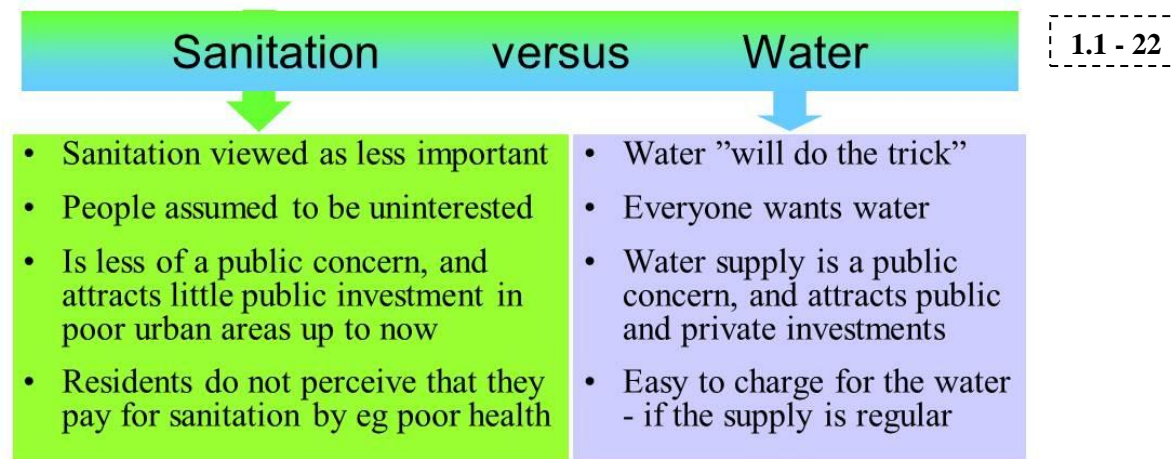 Sanitation versus Water
1.1 - 22
• Sanitation viewed as less important
• People assumed to be uninterested
• Is less of a public concern, and
attracts little public investment in
poor urban areas up to now
• Residents do not perceive that they
pay for sanitation by eg poor health
• Water ”will do the trick”
• Everyone wants water
• Water supply is a public
concern, and attracts public
and private investments
• Easy to charge for the water
- if the supply is regular